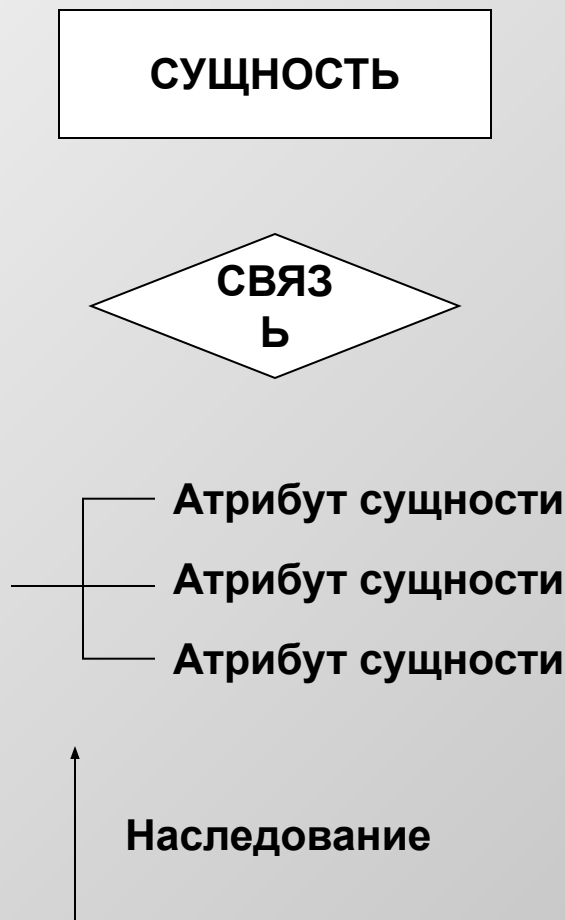 СУЩНОСТЬ
СВЯЗ
Ь
Атрибут сущности
Атрибут сущности
Атрибут сущности
Наследование